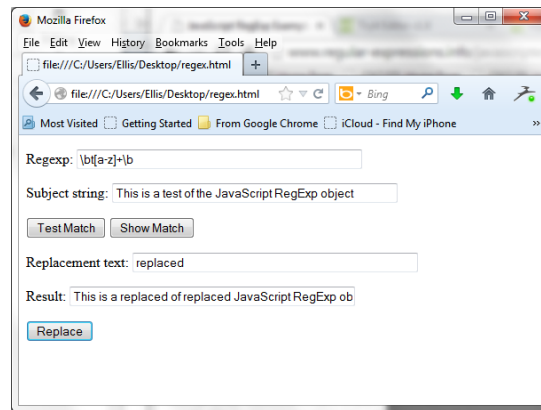 Mozilla Firefox
File Edit View History Bookmarks Tools Help
file:///C:/Users/Ellis/Desktop/regex.html +
file:///C:/Users/Ellis/Desktop/regex.html Bing
Most Visited Getting Started From Google Chrome iCloud - Find My iPhone »
Regexp: \bt[a-z]+\b
Subject string: This is a test of the JavaScript RegExp object
Test Match Show Match
Replacement text: replaced
Result: This is a replaced of replaced JavaScript RegExp ob
Replace